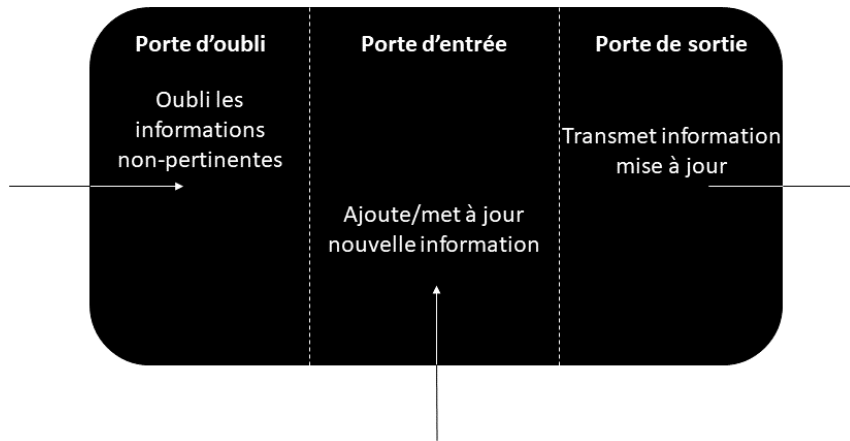 Porte d'oubli
Oubli les
informations
non-pertinentes
Porte d'entrée
Ajoute/met à jour
nouvelle information
Porte de sortie
Transmet information
mise à jour